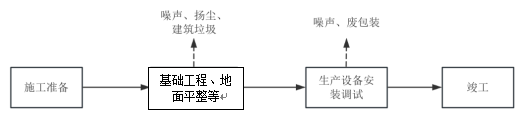 噪声、扬尘、
建筑垃圾
噪声、废包装
施工准备
基础工程、地
面平整等↵
生产设备安
装调试
竣工